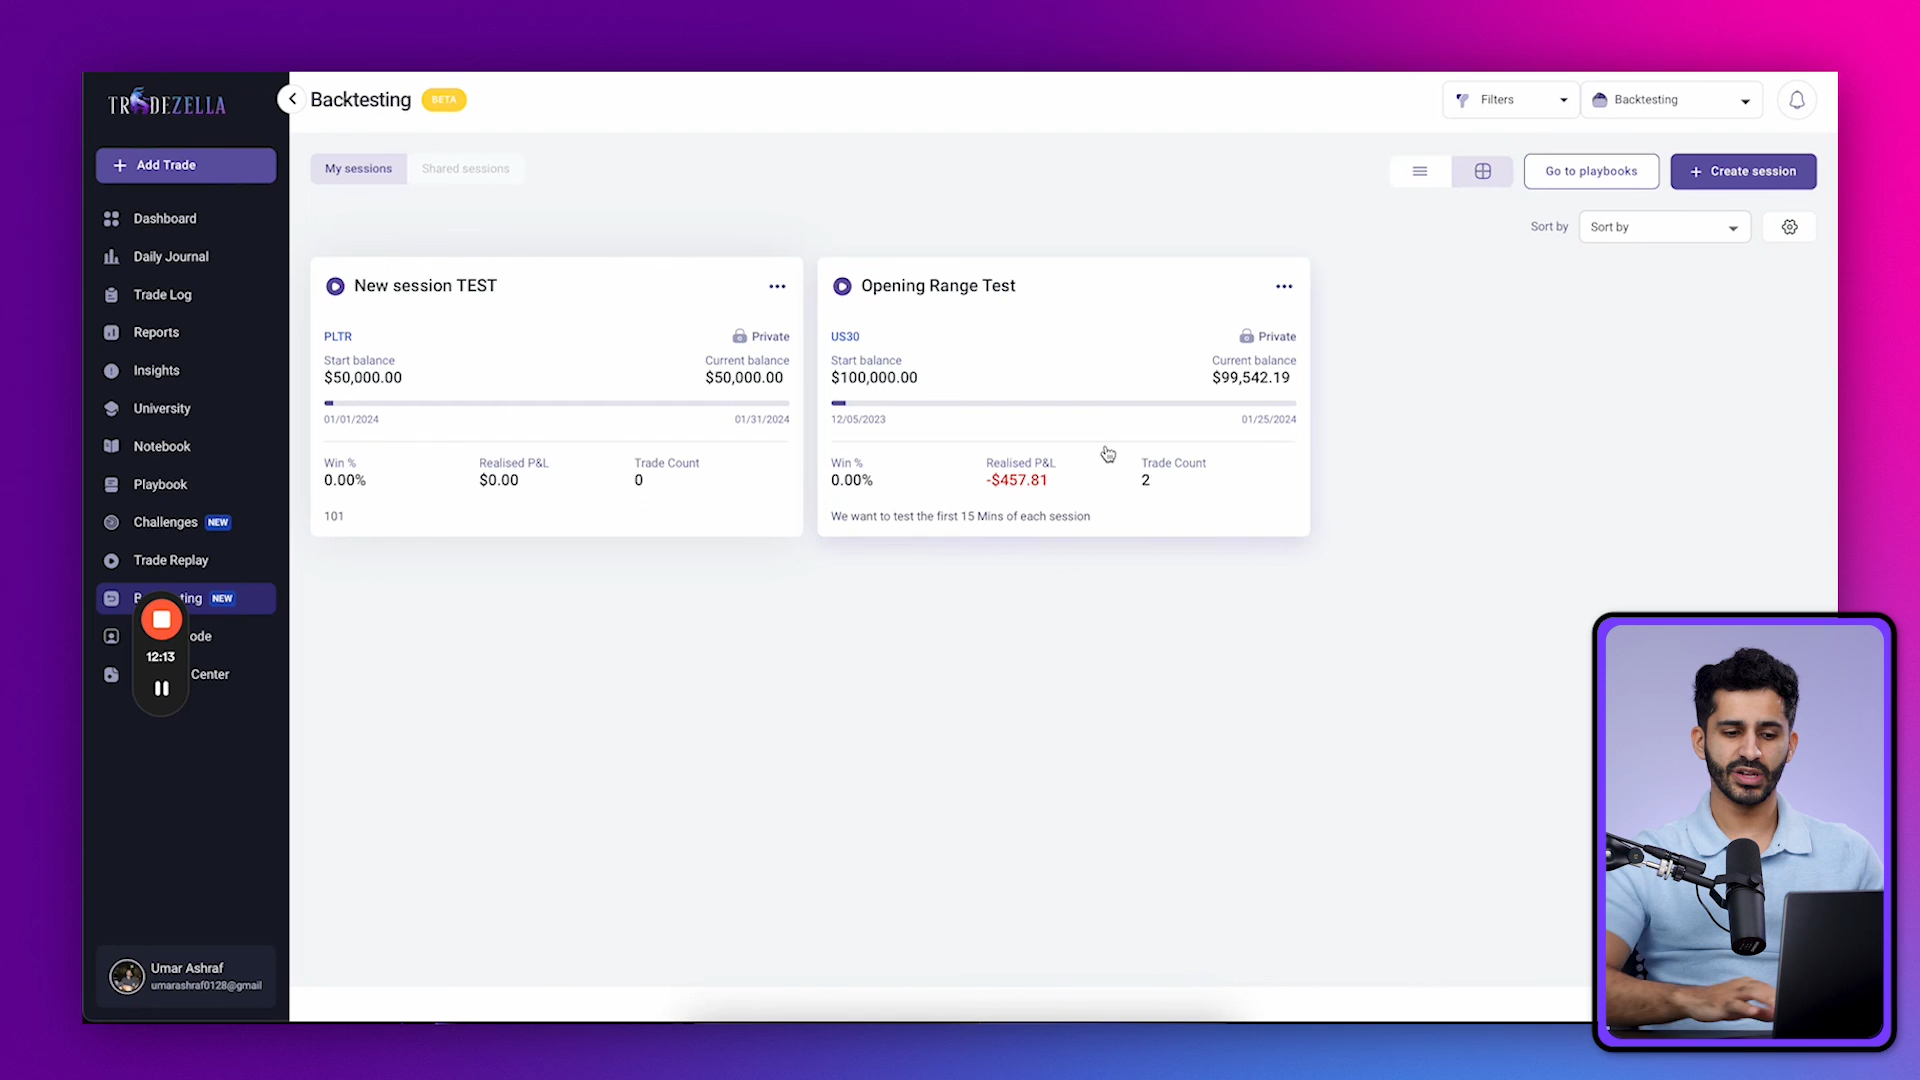 TRADEZELLA
Backtesting BETA
Filters
Backtesting
Add Trade
My sessions
Shared sessions
Go to playbooks
+ Create session
Sort by
Sort by
Dashboard
Daily Journal
Trade Log
Reports
Insights
University
Notebook
Playbook
Challenges NEW
Trade Replay
NEW
ode
Center
12:13
New session TEST
PLTR
Private
Start balance
Current balance
$50,000.00
$50,000.00
01/01/2024
01/31/2024
Win %
Realised P&L
Trade Count
0.00%
$0.00
0
101
Opening Range Test
US30
Private
Start balance
Current balance
$100,000.00
$99,542.19
12/05/2023
01/25/2024
Win %
Realised P&L
Trade Count
0.00%
-$457.81
2
We want to test the first 15 Mins of each session
Umar Ashraf
umarashraf0128@gmail